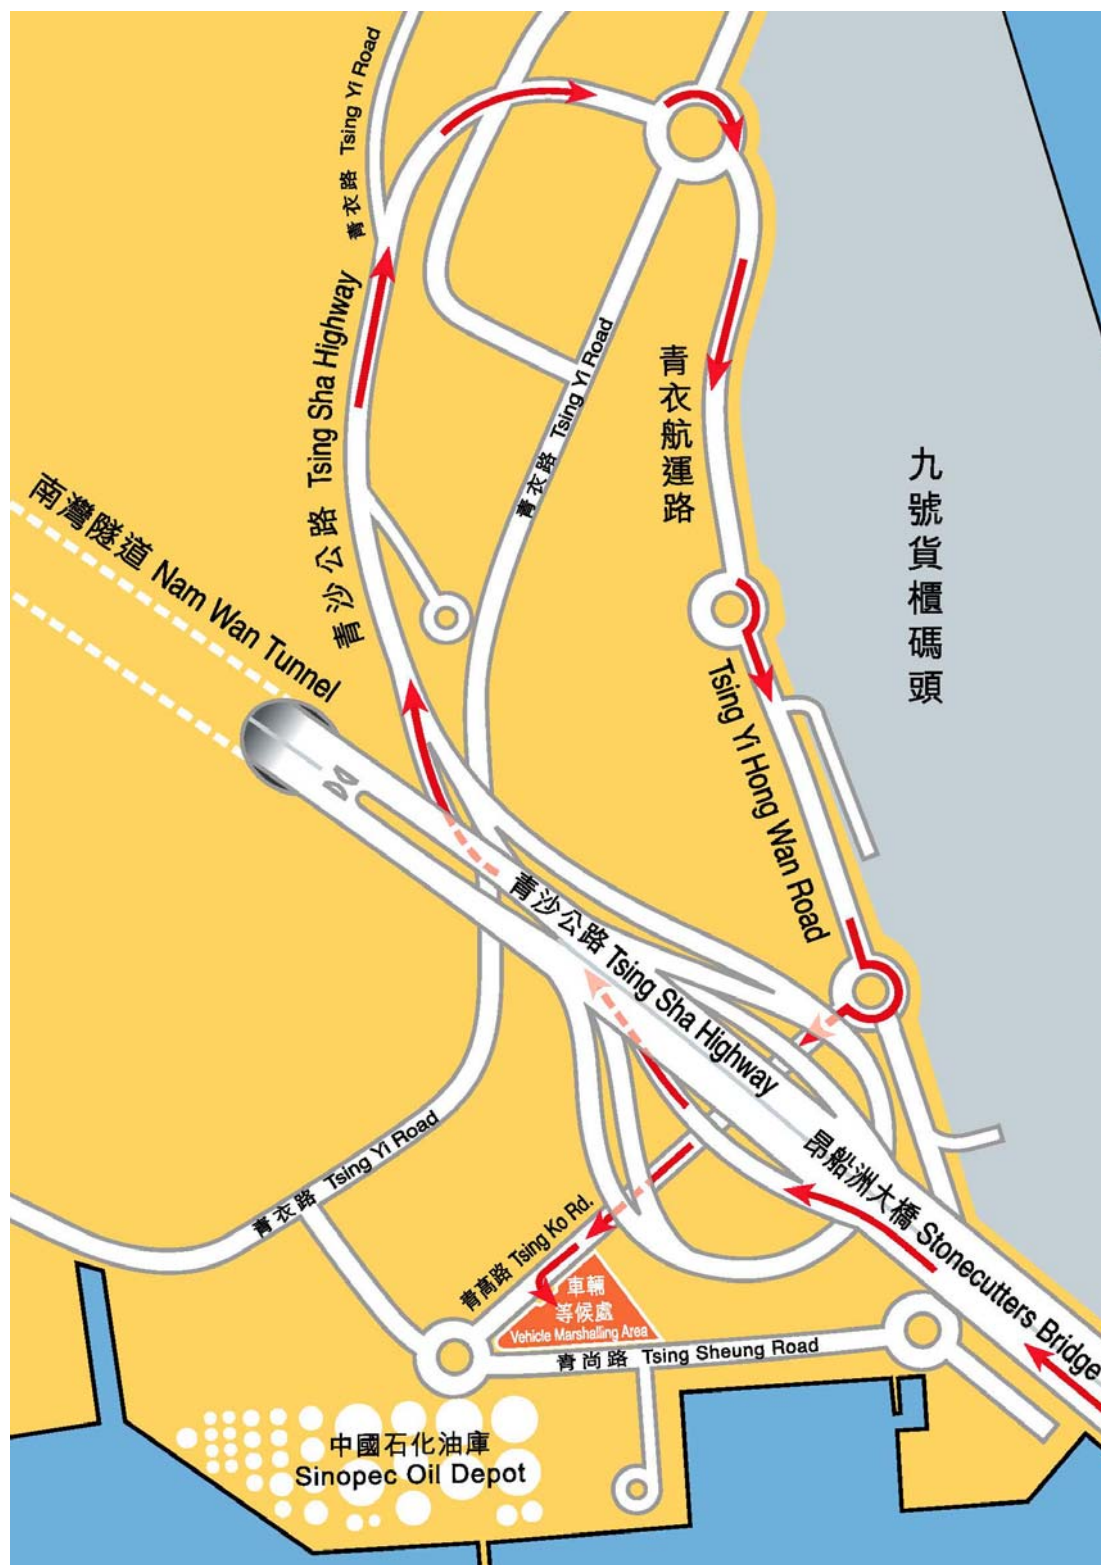 青衣路 Tsing Yi Road
青沙公路 Tsing Sha Highway
青衣路 Tsing Yi Road
青衣航運路
九號貨櫃碼頭
南灣隧道 Nam Wan Tunnel
Tsing Yi Hong Wan Road
青沙公路 Tsing Sha Highway
昂船洲大橋 Stonecutters Bridge
青衣路 Tsing Yi Road
青高路 Tsing Ko Rd.
車輛
等候處
Vehicle Marshalling Area
青尚路 Tsing Sheung Road
中國石化油庫
Sinopec Oil Depot